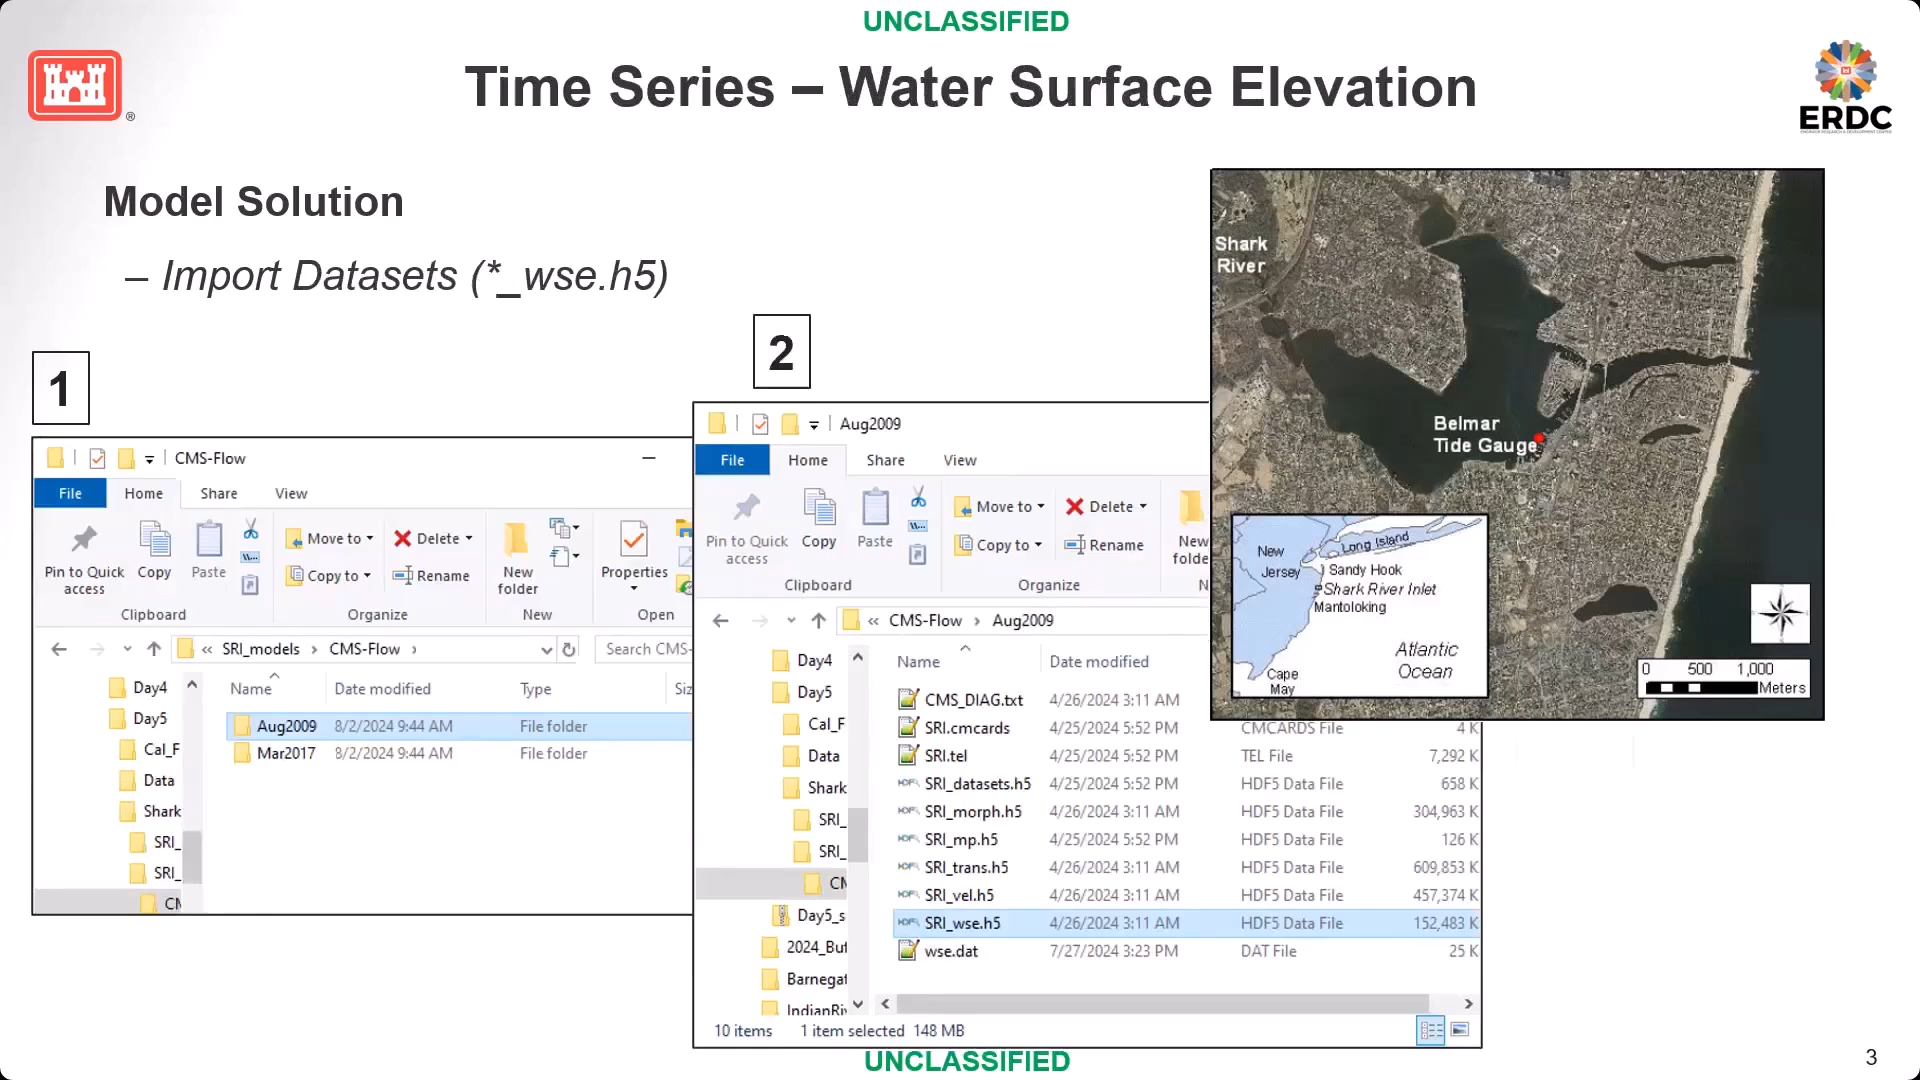 UNCLASSIFIED
Time Series – Water Surface Elevation
®
ERDC
Model Solution
– Import Datasets (*_wse.h5)
1
CMS-Flow
File Home Share View
Pin to Quick access
Copy
Paste
Move to
Copy to
Delete
Rename
New folder
Properties
Clipboard Organize New Open
« SRI_models › CMS-Flow ›
Search CMS-
Name Date modified Type Siz
Day4
Day5
Cal_F
Data
Shark
SRI_
SRI_
CM
Aug2009 8/2/2024 9:44 AM File folder
Mar2017 8/2/2024 9:44 AM File folder
2
Aug2009
File Home Share View
Pin to Quick access
Copy
Paste
Move to
Copy to
Delete
Rename
New folde
Clipboard Organize N
« CMS-Flow › Aug2009
Name Date modified
Day4
Day5
Cal_F
Data
Shark
SRI_
SRI_
CM
Day5_s
2024_Buf
Barnegat
IndianRiv
CMS_DIAG.txt 4/26/2024 3:11 AM
SRI.cmcards 4/25/2024 5:52 PM CMCARDS File 4 K
SRI.tel 4/25/2024 5:52 PM TEL File 7,292 K
SRI_datasets.h5 4/25/2024 5:52 PM HDF5 Data File 658 K
SRI_morph.h5 4/26/2024 3:11 AM HDF5 Data File 304,963 K
SRI_mp.h5 4/25/2024 5:52 PM HDF5 Data File 126 K
SRI_trans.h5 4/26/2024 3:11 AM HDF5 Data File 609,853 K
SRI_vel.h5 4/26/2024 3:11 AM HDF5 Data File 457,374 K
SRI_wse.h5 4/26/2024 3:11 AM HDF5 Data File 152,483 K
wse.dat 7/27/2024 3:23 PM DAT File 25 K
10 items 1 item selected 148 MB
Shark
River
Belmar
Tide Gauge
New
Jersey
Long Island
Sandy Hook
Shark River Inlet
Mantoloking
Atlantic
Ocean
Cape
May
0 500 1,000
Meters
UNCLASSIFIED
3